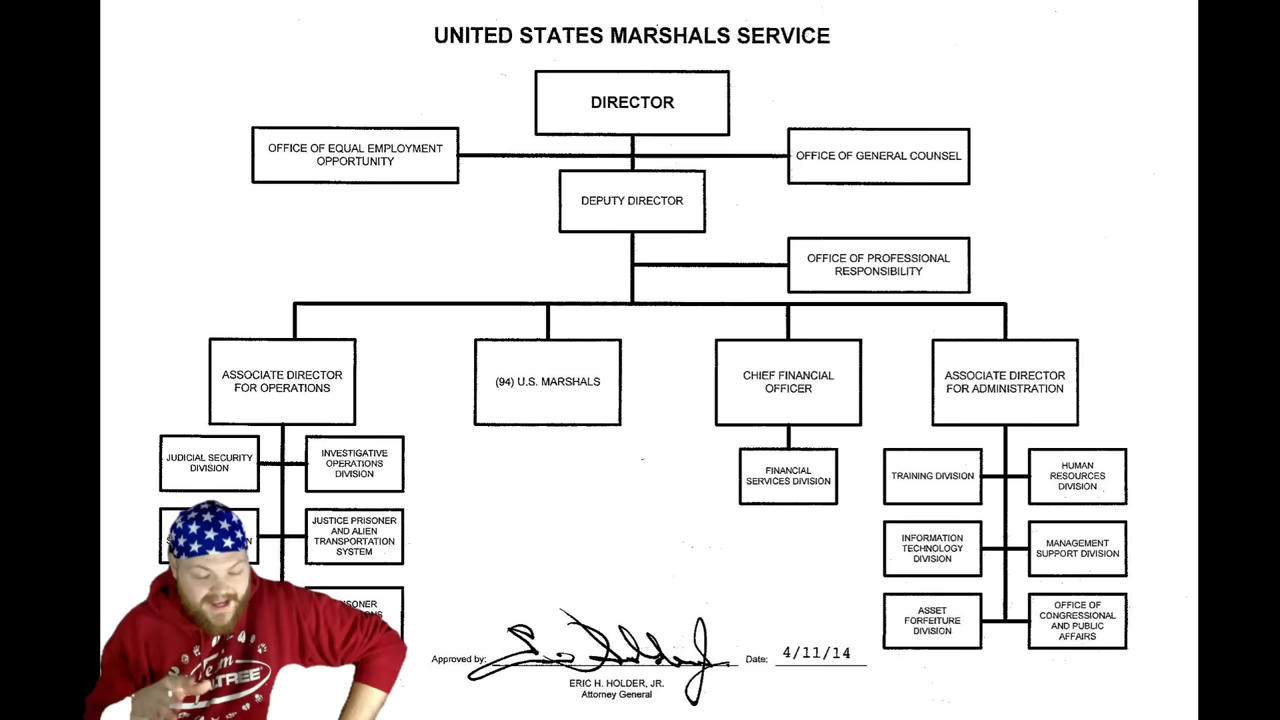 UNITED STATES MARSHALS SERVICE
DIRECTOR
OFFICE OF EQUAL EMPLOYMENT
OPPORTUNITY
OFFICE OF GENERAL COUNSEL
DEPUTY DIRECTOR
OFFICE OF PROFESSIONAL
RESPONSIBILITY
ASSOCIATE DIRECTOR
FOR OPERATIONS
(94) U.S. MARSHALS
CHIEF FINANCIAL
OFFICER
ASSOCIATE DIRECTOR
FOR ADMINISTRATION
JUDICIAL SECURITY
DIVISION
INVESTIGATIVE
OPERATIONS
DIVISION
FINANCIAL
SERVICES DIVISION
TRAINING DIVISION
HUMAN
RESOURCES
DIVISION
JUSTICE PRISONER
AND ALIEN
TRANSPORTATION
SYSTEM
INFORMATION
TECHNOLOGY
DIVISION
MANAGEMENT
SUPPORT DIVISION
ASSET
FORFEITURE
DIVISION
OFFICE OF
CONGRESSIONAL
AND PUBLIC
AFFAIRS
Approved by:
Date: 4/11/14
ERIC H. HOLDER, JR.
Attorney General
Team